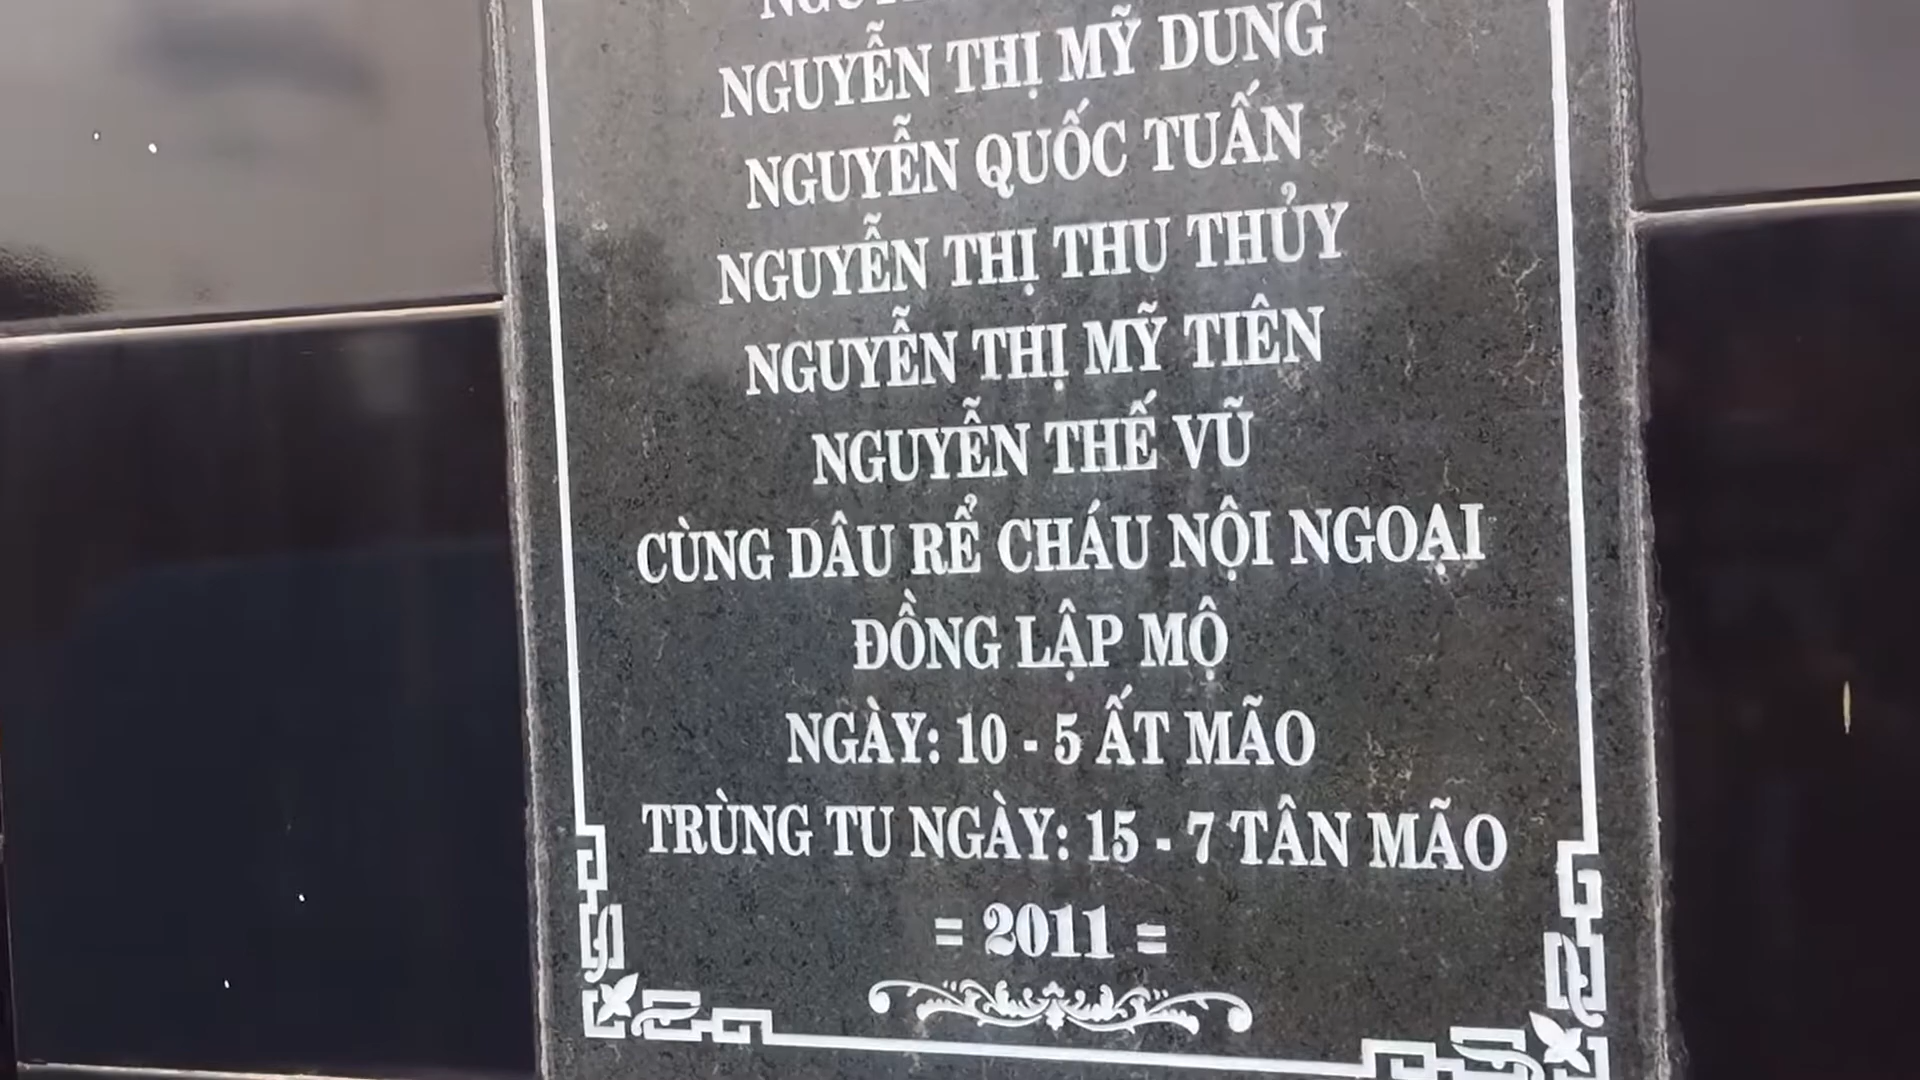 NGUYỄN THỊ MỸ DUNG
NGUYỄN QUỐC TUẤN
NGUYỄN THỊ THU THỦY
NGUYỄN THỊ MỸ TIÊN
NGUYỄN THẾ VŨ
CÙNG DÂU RỂ CHÁU NỘI NGOẠI
ĐỒNG LẬP MỘ
NGÀY: 10 - 5 ẤT MÃO
TRÙNG TU NGÀY: 15 - 7 TÂN MÃO
= 2011 =